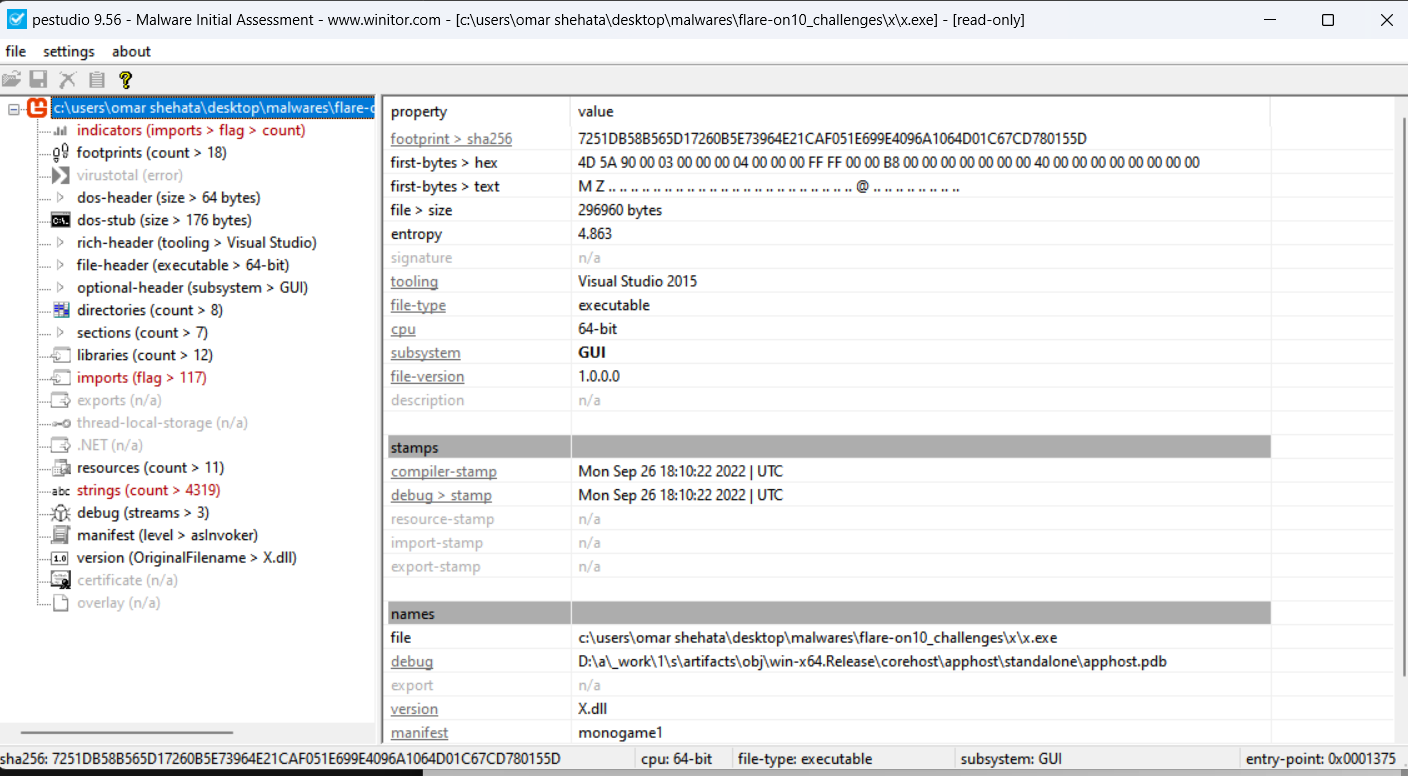 pestudio 9.56 - Malware Initial Assessment - www.winitor.com - [c:\users\omar shehata\desktop\malwares\flare-on10_challenges\x\x.exe] - [read-only]
file settings about
c:\users\omar shehata\desktop\malwares\flare-c
indicators (imports > flag > count)
footprints (count > 18)
virustotal (error)
dos-header (size > 64 bytes)
dos-stub (size > 176 bytes)
rich-header (tooling > Visual Studio)
file-header (executable > 64-bit)
optional-header (subsystem > GUI)
directories (count > 8)
sections (count > 7)
libraries (count > 12)
imports (flag > 117)
exports (n/a)
thread-local-storage (n/a)
.NET (n/a)
resources (count > 11)
abc strings (count > 4319)
debug (streams > 3)
manifest (level > asInvoker)
1.0 version (OriginalFilename > X.dll)
certificate (n/a)
overlay (n/a)
property value
footprint > sha256 7251DB58B565D17260B5E73964E21CAF051E699E4096A1064D01C67CD780155D
first-bytes > hex 4D 5A 90 00 03 00 00 00 04 00 00 00 FF FF 00 00 B8 00 00 00 00 00 00 00 40 00 00 00 00 00 00 00 00
first-bytes > text M Z .. .. .. .. .. .. .. .. .. .. .. .. .. .. .. .. .. .. .. .. .. .. @ .. .. .. .. .. .. .. ..
file > size 296960 bytes
entropy 4.863
signature n/a
tooling Visual Studio 2015
file-type executable
cpu 64-bit
subsystem GUI
file-version 1.0.0.0
description n/a
stamps
compiler-stamp Mon Sep 26 18:10:22 2022 | UTC
debug > stamp Mon Sep 26 18:10:22 2022 | UTC
resource-stamp n/a
import-stamp n/a
export-stamp n/a
names
file c:\users\omar shehata\desktop\malwares\flare-on10_challenges\x\x.exe
debug D:\a\_work\1\s\artifacts\obj\win-x64.Release\corehost\apphost\standalone\apphost.pdb
export n/a
version X.dll
manifest monogame1
sha256: 7251DB58B565D17260B5E73964E21CAF051E699E4096A1064D01C67CD780155D cpu: 64-bit file-type: executable subsystem: GUI entry-point: 0x0001375